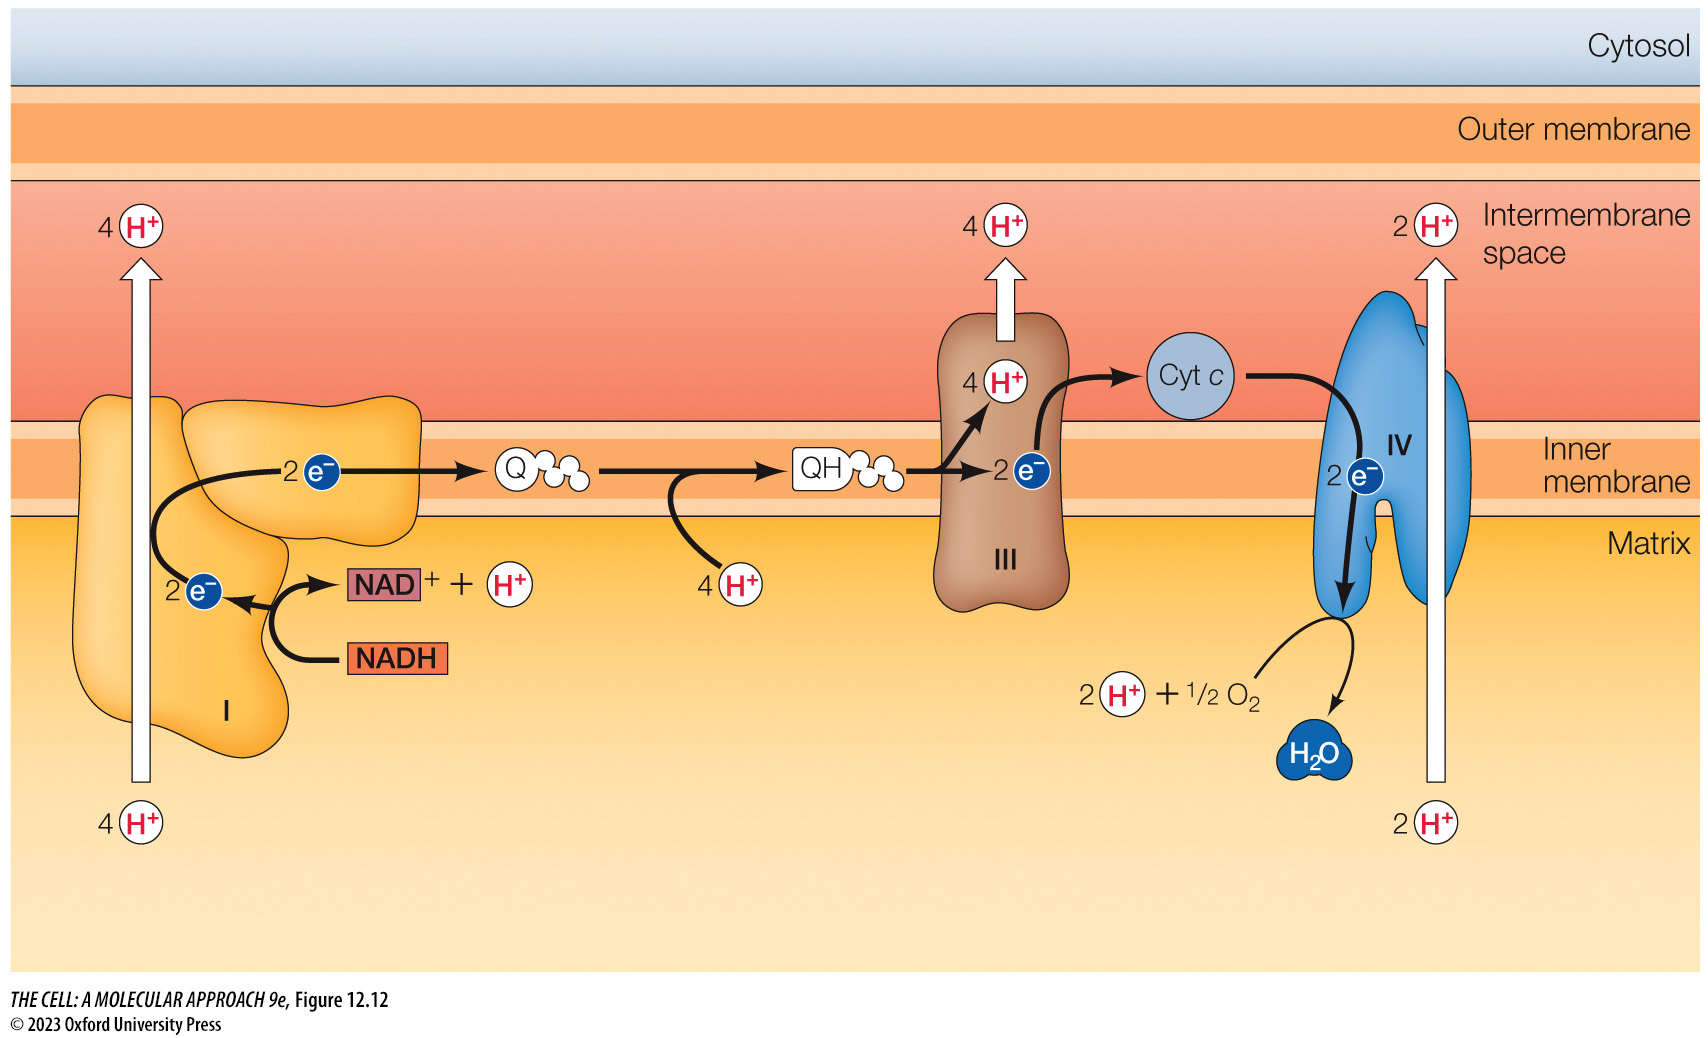 Cytosol
Outer membrane
4 H+
4 H+
2 H+
Intermembrane
space
4 H+
Cyt c
IV
Inner
membrane
2 e−
Q
QH
2 e−
2 e−
Matrix
III
2 e−
NAD+ + H+
4 H+
NADH
I
2 H+ + 1/2 O2
H2O
4 H+
2 H+
THE CELL: A MOLECULAR APPROACH 9e, Figure 12.12
© 2023 Oxford University Press